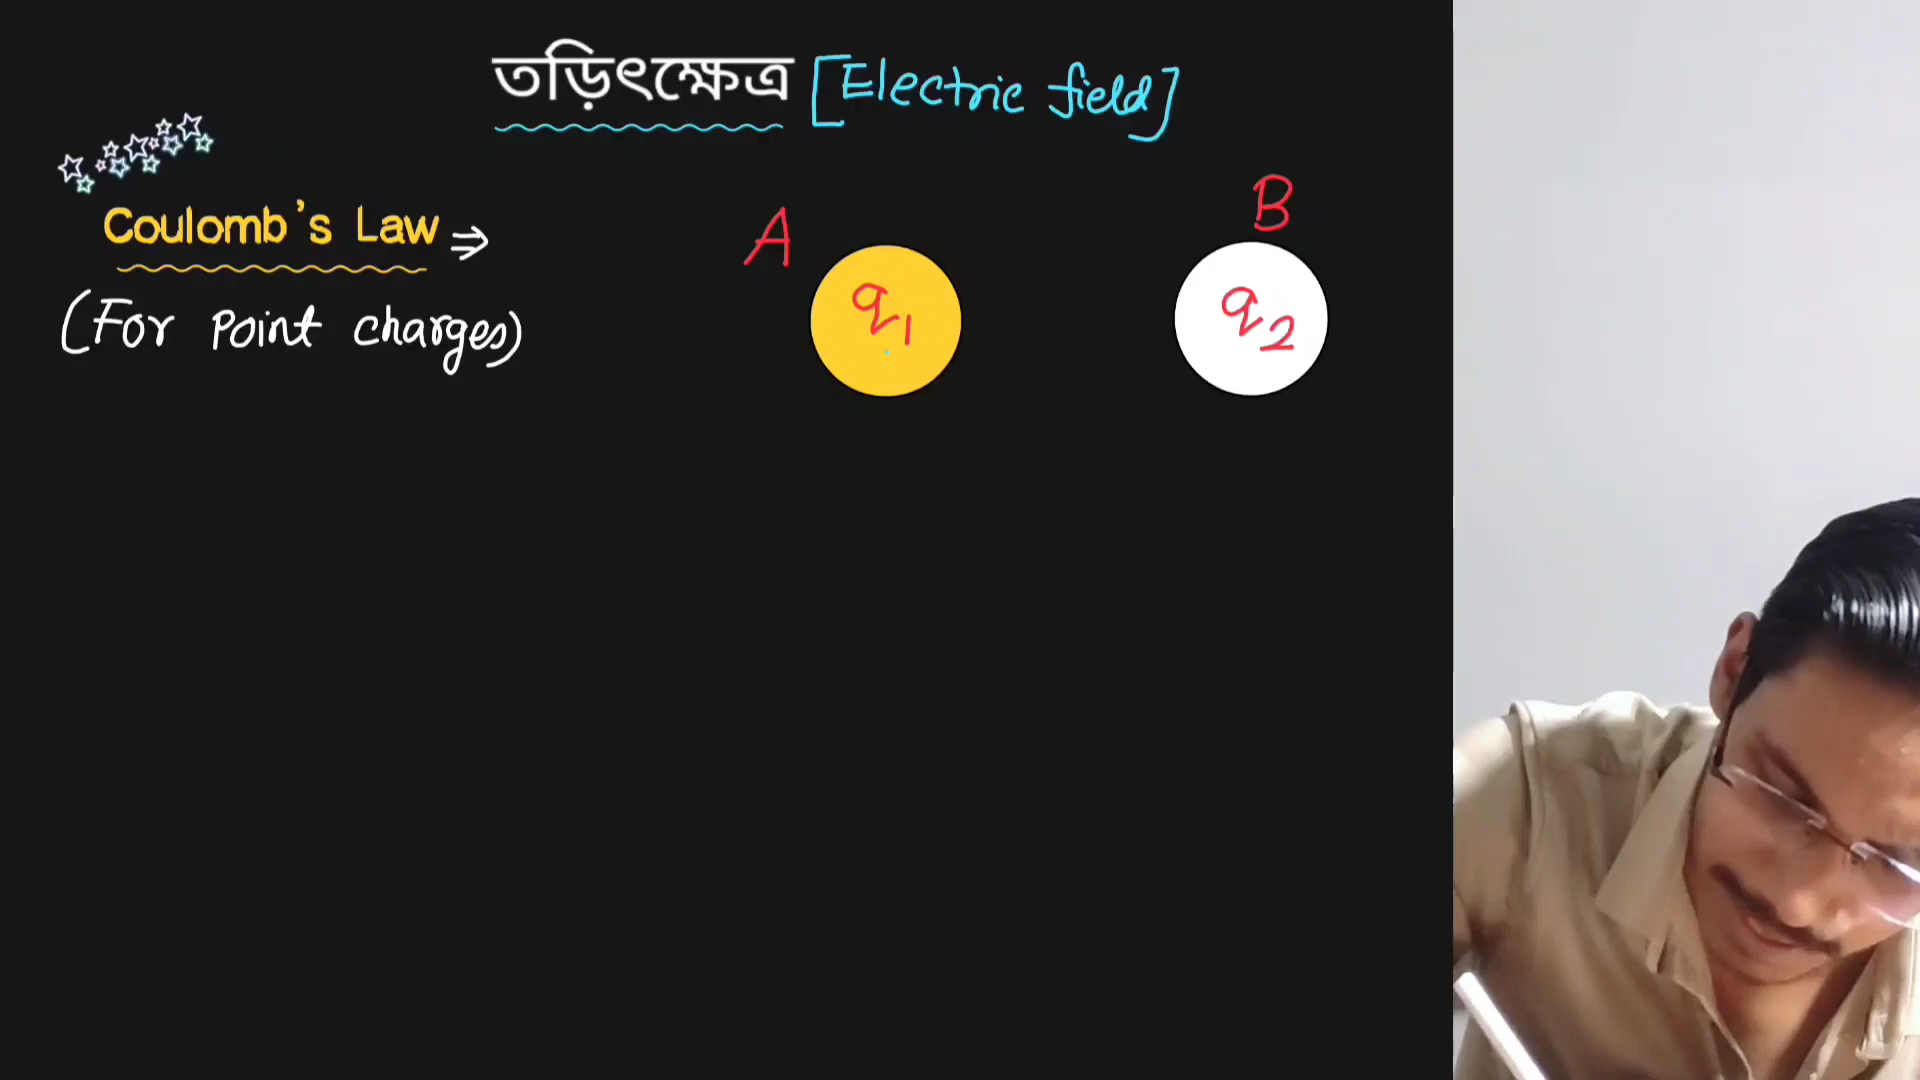 তড়িৎক্ষেত্র [Electric field]
Coulomb's Law ⇒
(For point charges)
A
B
q1
q2